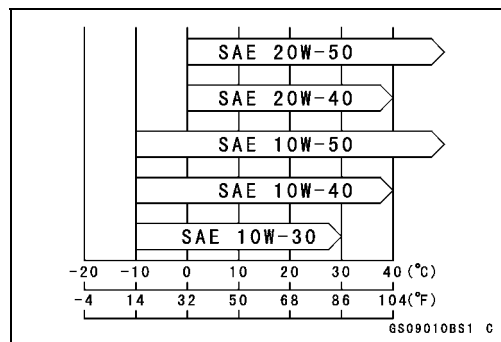 SAE 20W-50
SAE 20W-40
SAE 10W-50
SAE 10W-40
SAE 10W-30
-20 -10 0 10 20 30 40 (°C)
-4 14 32 50 68 86 104 (°F)
GS09010BS1 C